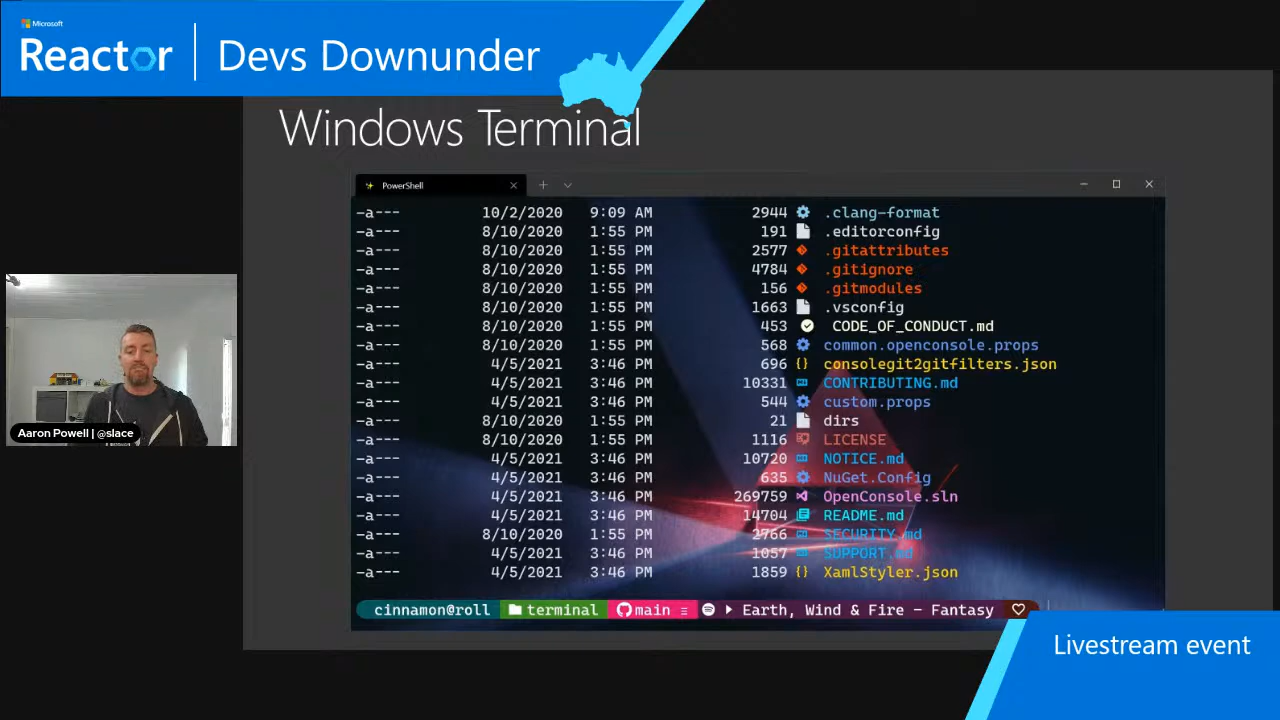 Microsoft
Reactor | Devs Downunder
Windows Terminal
PowerShell
-a--- 10/2/2020 9:09 AM 2944 .clang-format
-a--- 8/10/2020 1:55 PM 191 .editorconfig
-a--- 8/10/2020 1:55 PM 2577 .gitattributes
-a--- 8/10/2020 1:55 PM 4784 .gitignore
-a--- 8/10/2020 1:55 PM 156 .gitmodules
-a--- 8/10/2020 1:55 PM 1663 .vsconfig
-a--- 8/10/2020 1:55 PM 453 CODE_OF_CONDUCT.md
-a--- 8/10/2020 1:55 PM 568 common.openconsole.props
-a--- 4/5/2021 3:46 PM 696 consolegit2gitfilters.json
-a--- 4/5/2021 3:46 PM 10331 CONTRIBUTING.md
-a--- 4/5/2021 3:46 PM 544 custom.props
-a--- 8/10/2020 1:55 PM 21 dirs
-a--- 8/10/2020 1:55 PM 1116 LICENSE
-a--- 4/5/2021 3:46 PM 10720 NOTICE.md
-a--- 4/5/2021 3:46 PM 635 NuGet.Config
-a--- 4/5/2021 3:46 PM 269759 OpenConsole.sln
-a--- 4/5/2021 3:46 PM 14704 README.md
-a--- 8/10/2020 1:55 PM 2766 SECURITY.md
-a--- 4/5/2021 3:46 PM 1057 SUPPORT.md
-a--- 4/5/2021 3:46 PM 1859 XamlStyler.json
cinnamon@roll terminal main ≡ Earth, Wind & Fire - Fantasy
Aaron Powell | @slace
Livestream event